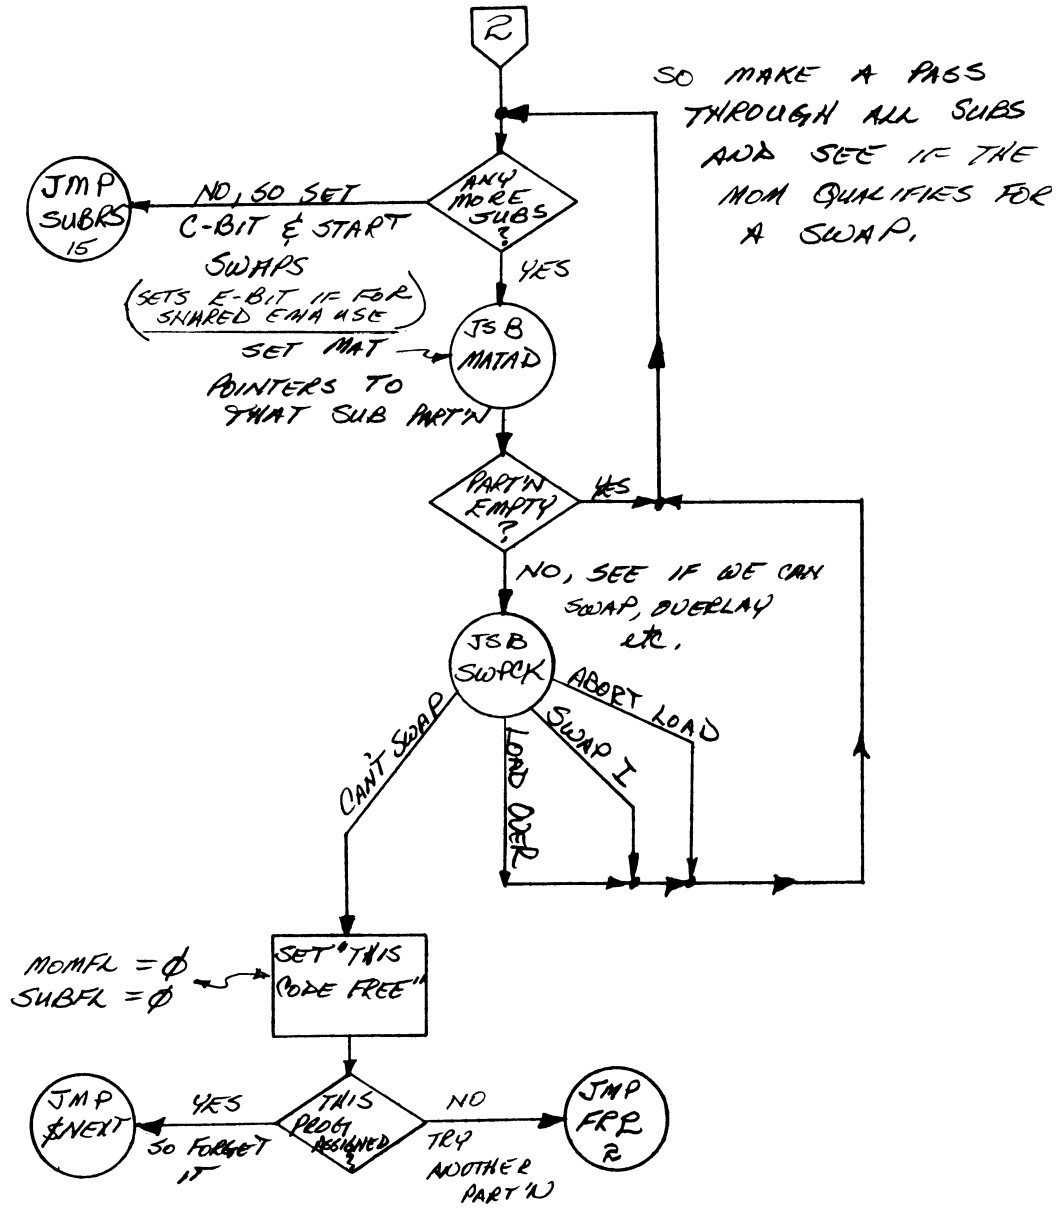 2
SO MAKE A PASS
THROUGH ALL SUBS
AND SEE IF THE
MOM QUALIFIES FOR
A SWAP.
ANY
MORE
SUBS
?
NO, SO SET
C-BIT & START
SWAPS
(SETS E-BIT IF FOR
SHARED EMA USE)
JMP
SUBRS
15
YES
JSB
MATAD
SET MAT
POINTERS TO
THAT SUB PART'N
PART'N
EMPTY
?
YES
NO, SEE IF WE CAN
SWAP, OVERLAY
etc.
JSB
SWPCK
CAN'T SWAP
LOAD OVER
SWAP I
ABORT LOAD
SET "THIS
CODE FREE"
MOMFL = Ø
SUBFL = Ø
THIS
PROG
ASSIGNED
?
YES
SO FORGET
IT
JMP
$NEXT
NO
TRY
ANOTHER
PART'N
JMP
2